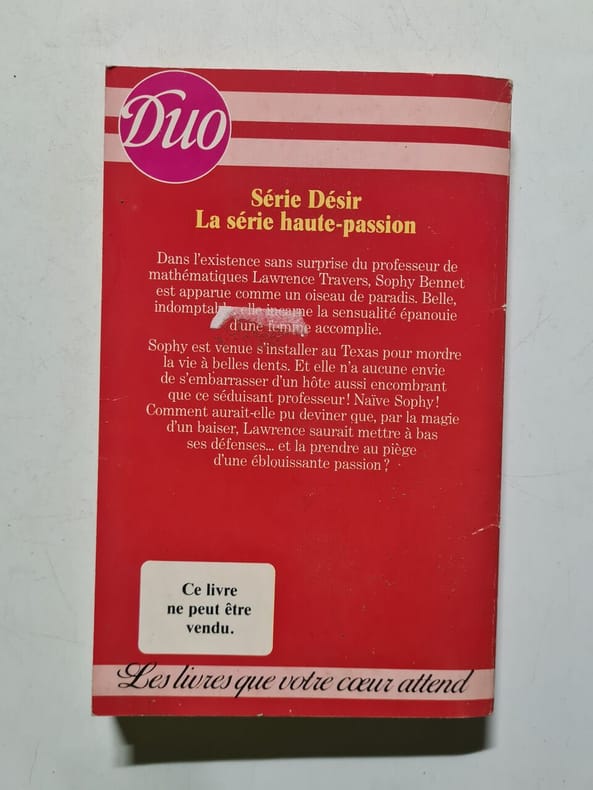 Duo
Série Désir
La série haute-passion
Dans l'existence sans surprise du professeur de
mathématiques Lawrence Travers, Sophy Bennet
est apparue comme un oiseau de paradis. Belle,
indomptable, elle incarne la sensualité épanouie
d'une femme accomplie.
Sophy est venue s'installer au Texas pour mordre
la vie à belles dents. Et elle n'a aucune envie
de s'embarrasser d'un hôte aussi encombrant
que ce séduisant professeur! Naïve Sophy!
Comment aurait-elle pu deviner que, par la magie
d'un baiser, Lawrence saurait mettre à bas
ses défenses... et la prendre au piège
d'une éblouissante passion?
Ce livre
ne peut être
vendu.
Les livres que votre cœur attend